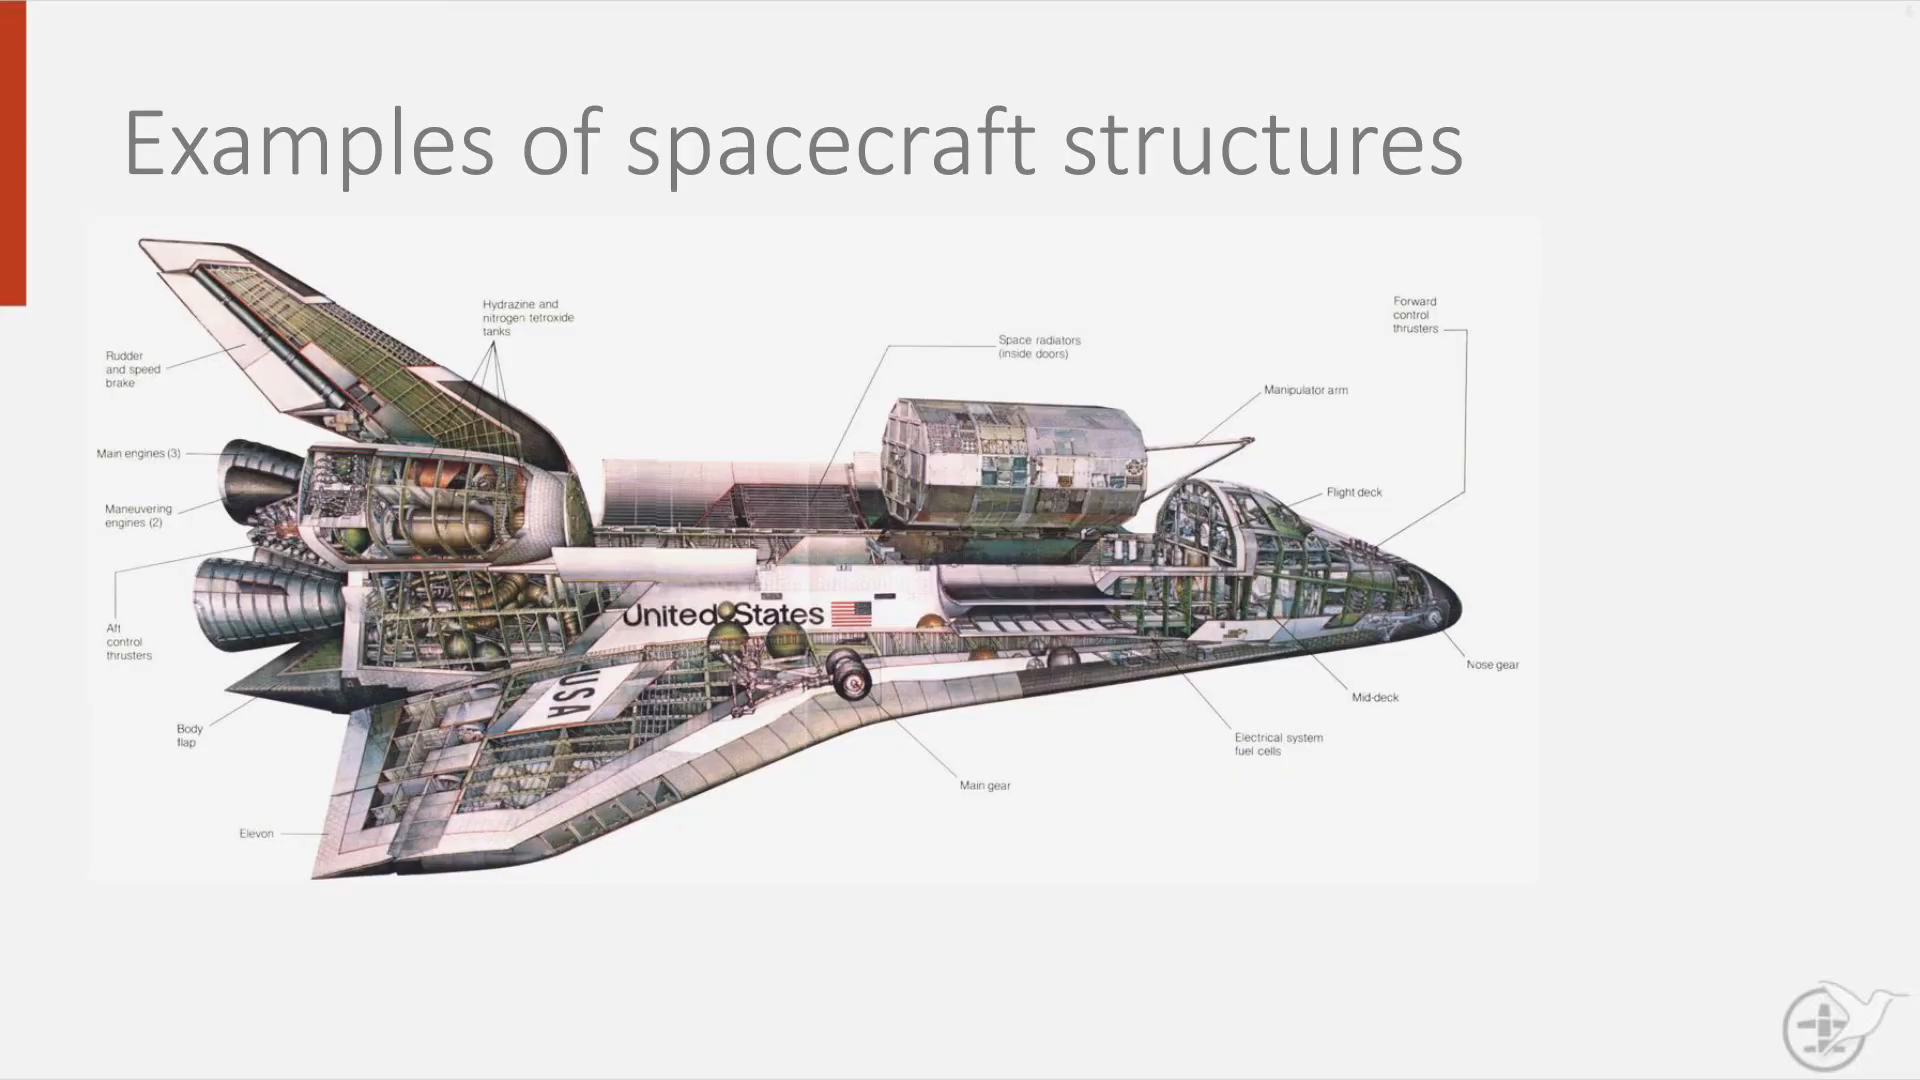 Examples of spacecraft structures
Hydrazine and
nitrogen tetroxide
tanks
Forward
control
thrusters
Space radiators
(inside doors)
Rudder
and speed
brake
Manipulator arm
Main engines (3)
Flight deck
Maneuvering
engines (2)
United States
Aft
control
thrusters
Nose gear
USA
Mid-deck
Body
flap
Electrical system
fuel cells
Main gear
Elevon